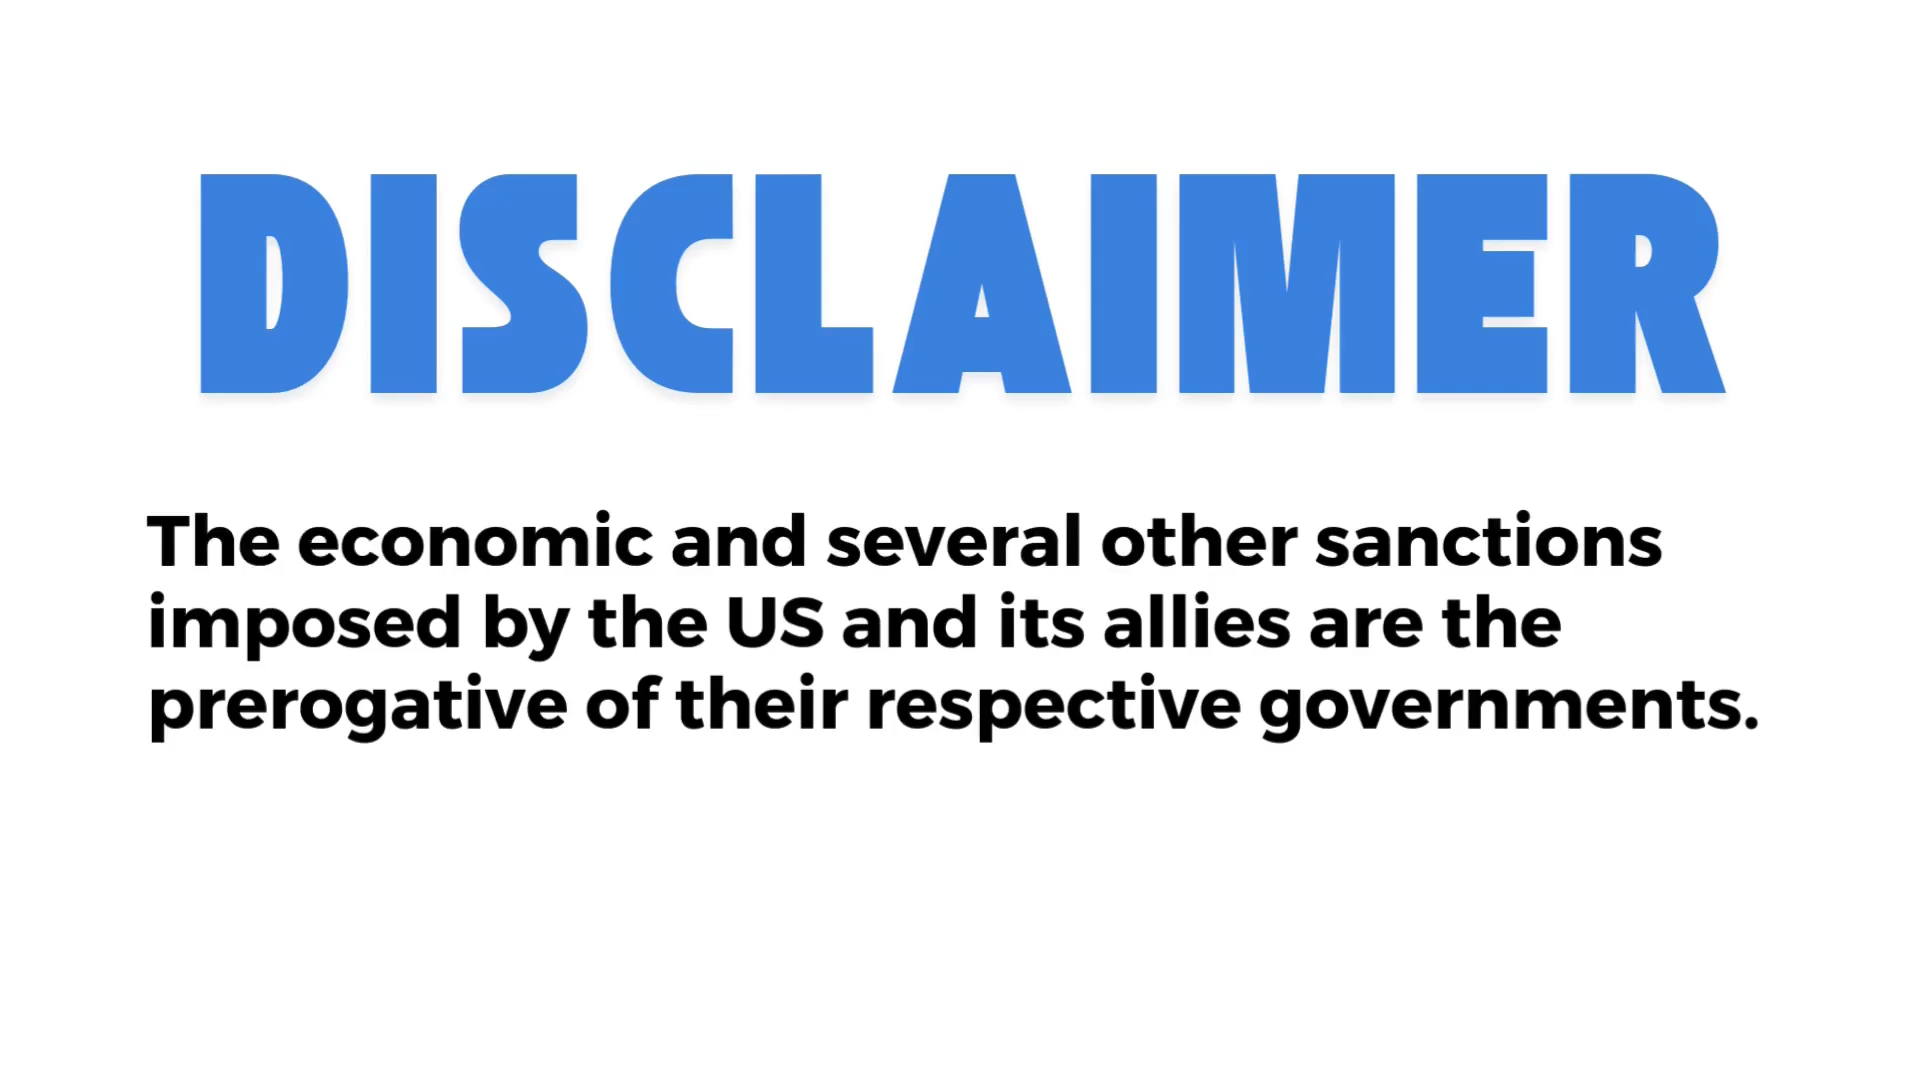 DISCLAIMER
The economic and several other sanctions
imposed by the US and its allies are the
prerogative of their respective governments.